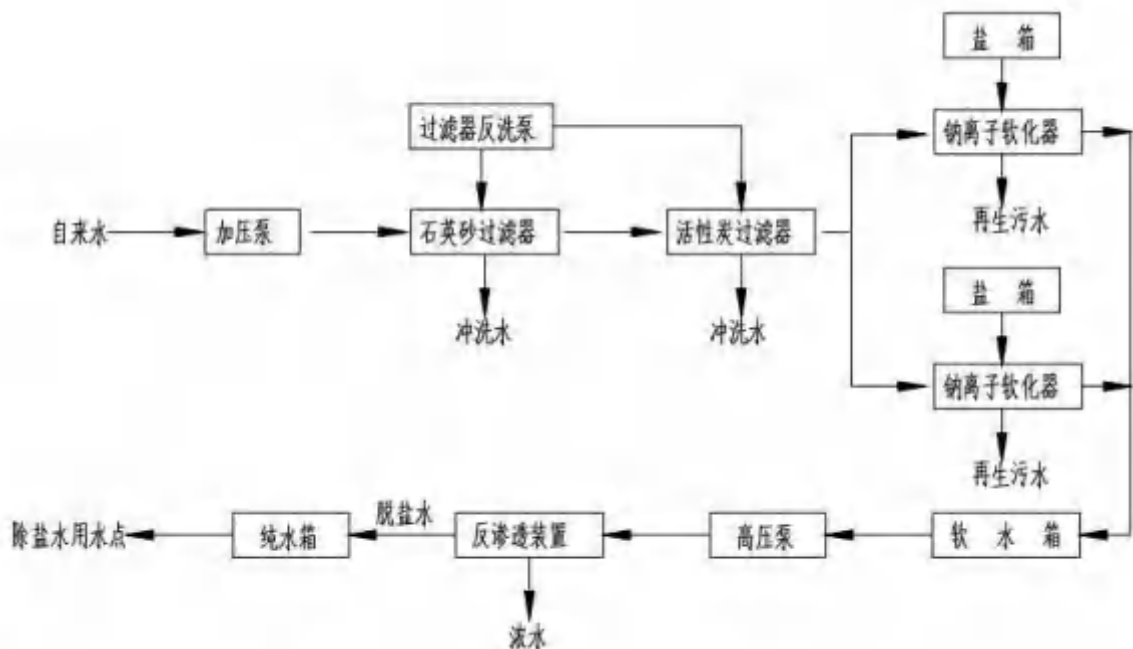 盐 箱
过滤器反洗泵
钠离子软化器
自来水
加压泵
石英砂过滤器
活性炭过滤器
再生污水
盐 箱
冲洗水
冲洗水
钠离子软化器
再生污水
脱盐水
除盐水用水点
纯水箱
反渗透装置
高压泵
软 水 箱
浓水